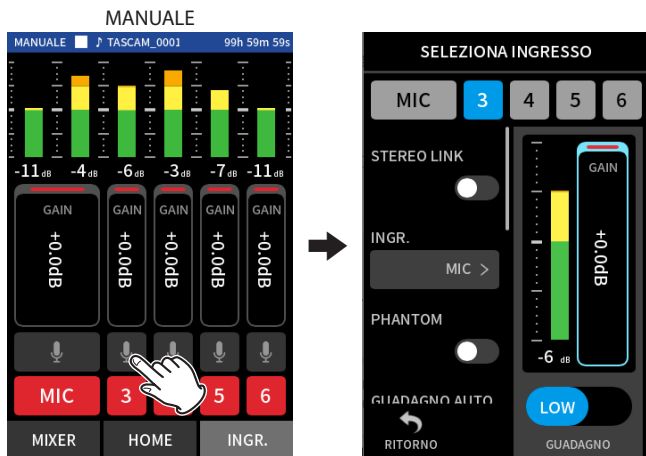 MANUALE
MANUALE ♪ TASCAM_0001 99h 59m 59s
-11 dB -4 dB -6 dB -3 dB -7 dB -11 dB
GAIN GAIN GAIN GAIN GAIN
+0.0dB +0.0dB +0.0dB +0.0dB +0.0dB
MIC 3 5 6
MIXER HOME INGR.
SELEZIONA INGRESSO
MIC 3 4 5 6
STEREO LINK
INGR.
MIC >
PHANTOM
GUADAGNO AUTO
RITORNO
GAIN
+0.0dB
-6 dB
LOW
GUADAGNO